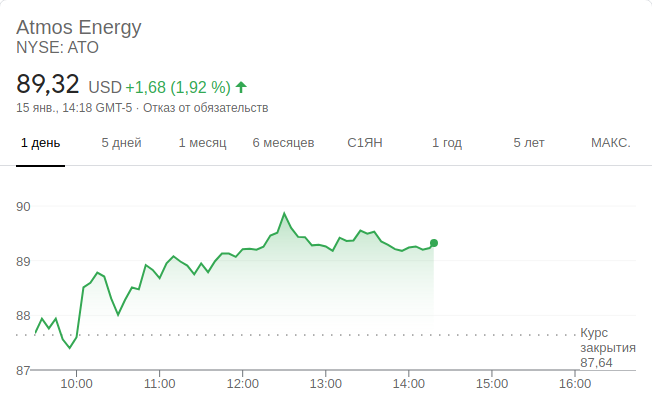 Atmos Energy
NYSE: ATO
89,32 USD +1,68 (1,92 %)
15 янв., 14:18 GMT-5 · Отказ от обязательств
1 день 5 дней 1 месяц 6 месяцев С1ЯН 1 год 5 лет МАКС.
90
89
88
87
Курс
закрытия
87,64
10:00 11:00 12:00 13:00 14:00 15:00 16:00